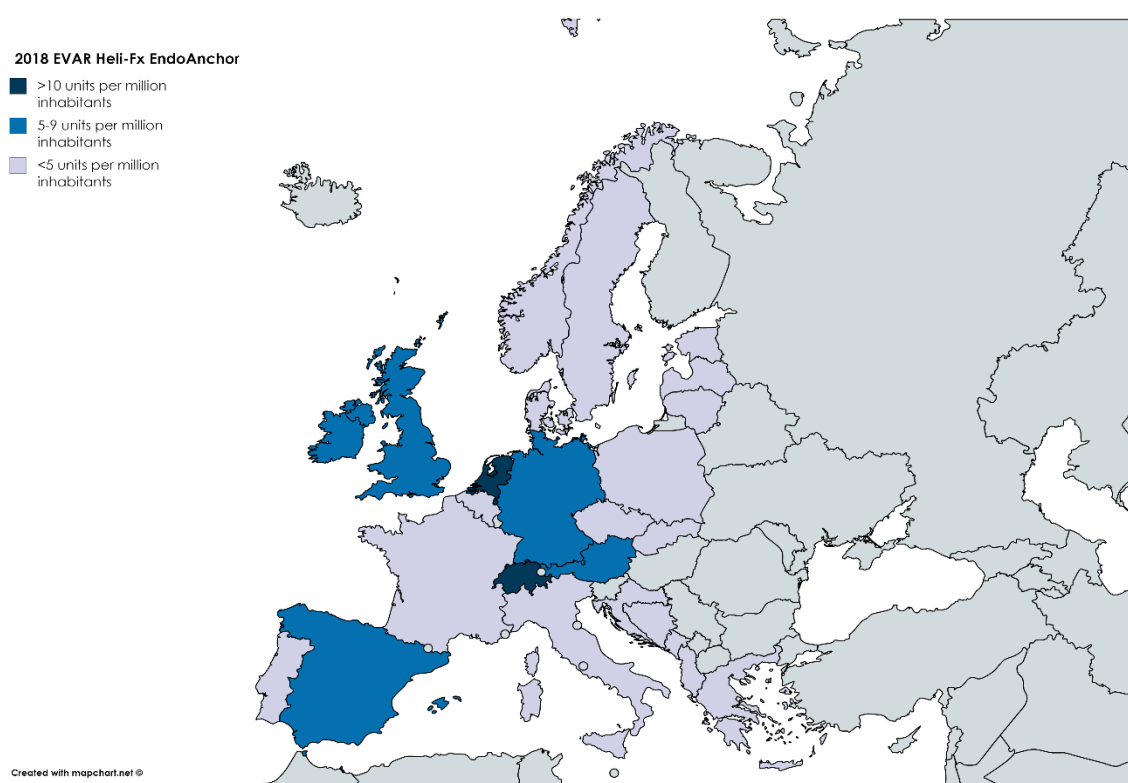 2018 EVAR Heli-Fx EndoAnchor
>10 units per million
inhabitants
5-9 units per million
inhabitants
<5 units per million
inhabitants
Created with mapchart.net ©